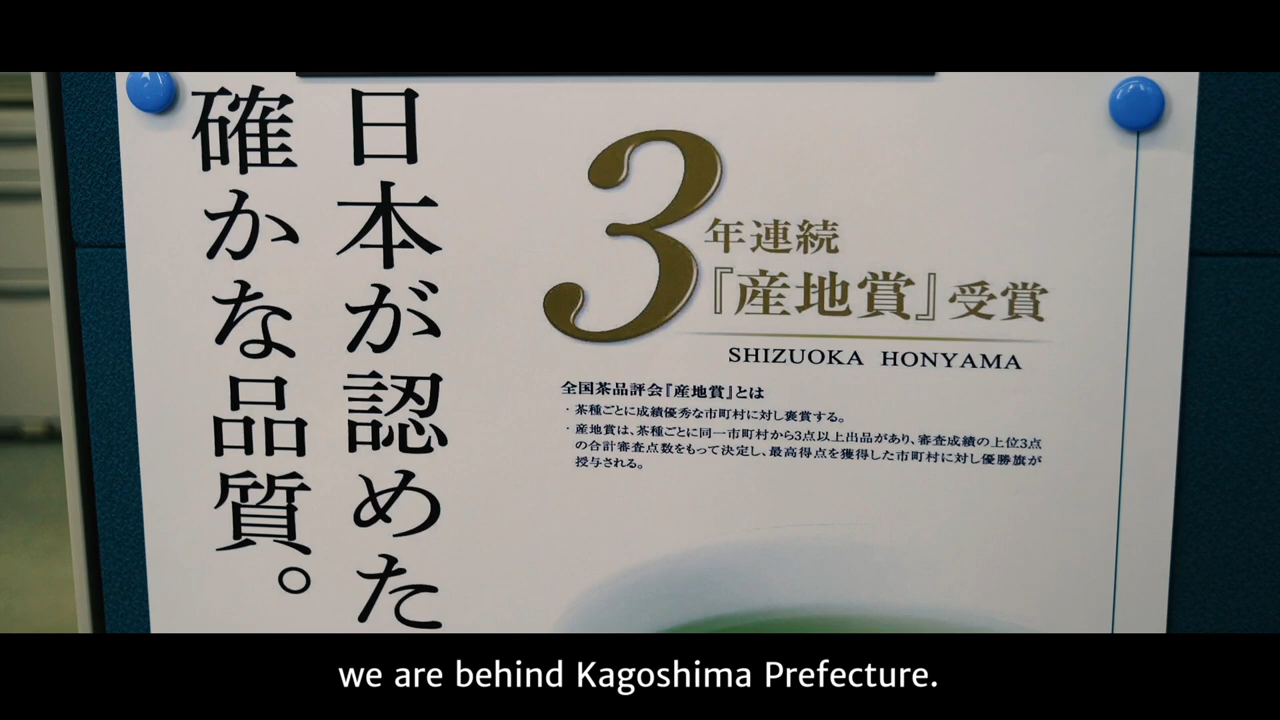 日本が認めた
確かな品質。
3年連続
『産地賞』受賞
SHIZUOKA HONYAMA
全国茶品評会『産地賞』とは
・茶種ごとに成績優秀な市町村に対し褒賞する。
・産地賞は、茶種ごとに同一市町村から3点以上出品があり、審査成績の上位3点
の合計審査点数をもって決定し、最高得点を獲得した市町村に対し優勝旗が
授与される。
we are behind Kagoshima Prefecture.